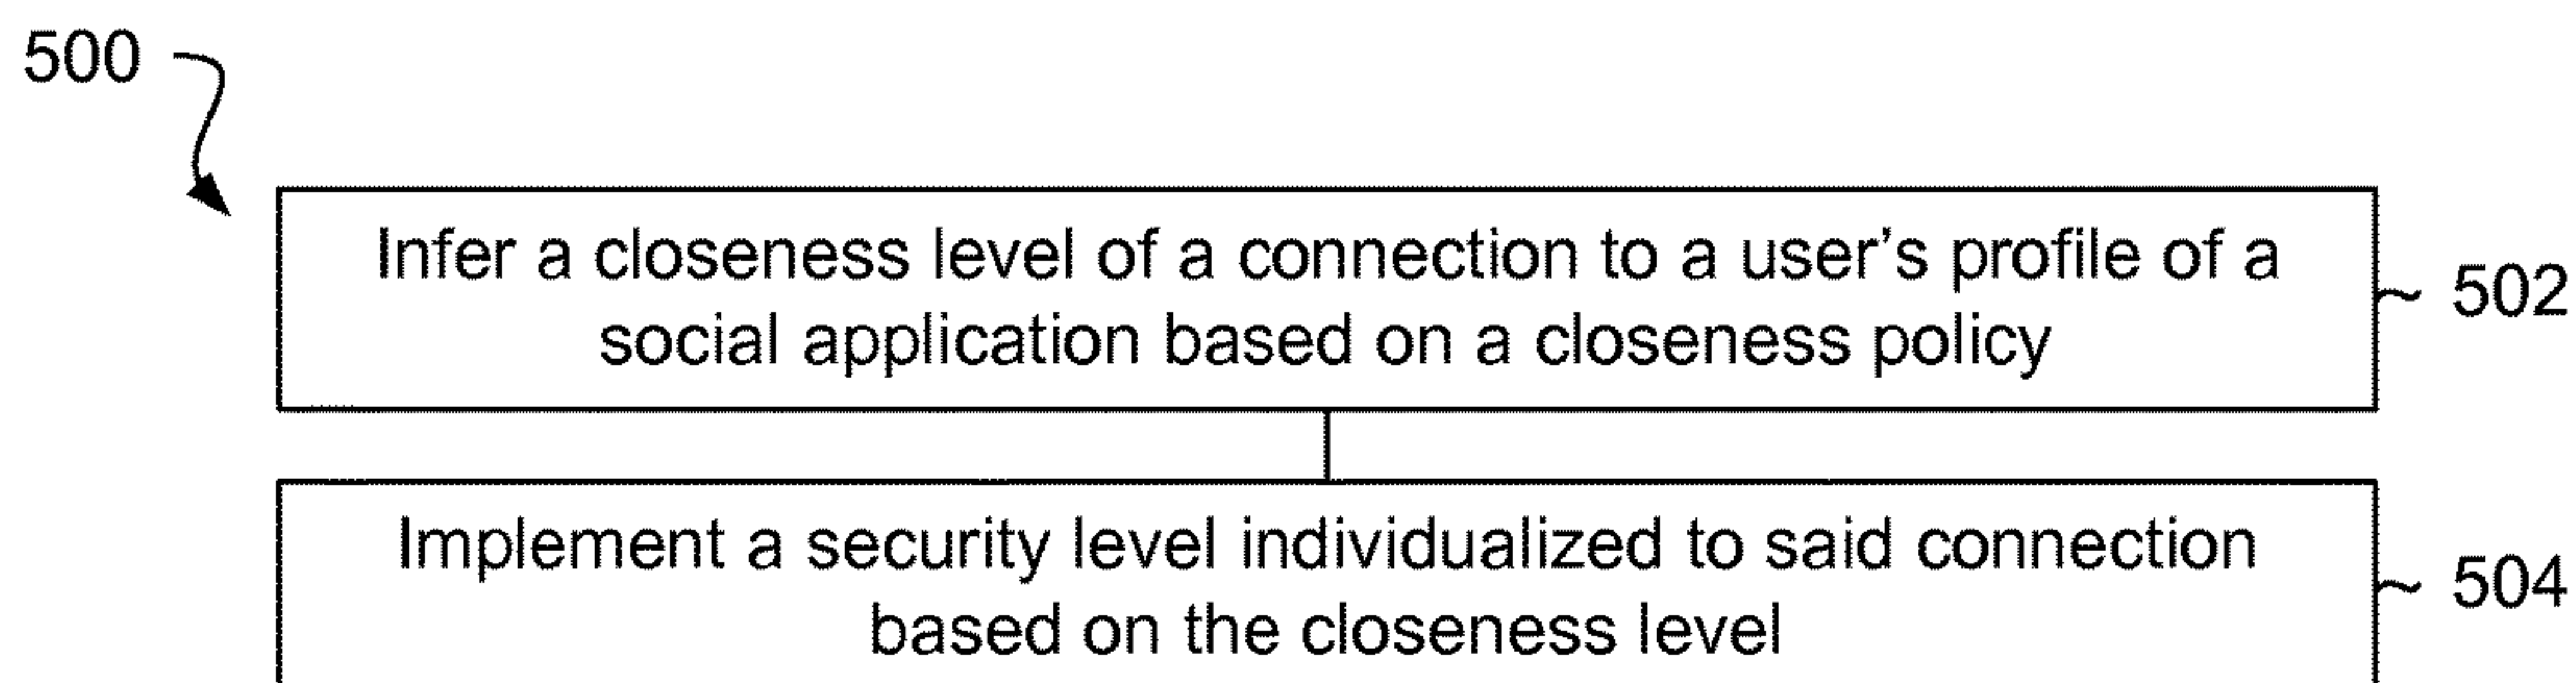 500
Infer a closeness level of a connection to a user's profile of a
social application based on a closeness policy
502
Implement a security level individualized to said connection
based on the closeness level
504